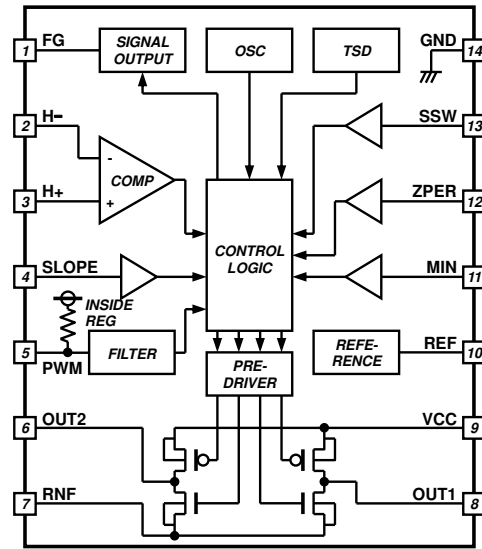 FG
SIGNAL
OUTPUT
OSC
TSD
GND
1
14
H-
SSW
2
13
-
COMP
+
H+
ZPER
3
12
CONTROL
LOGIC
SLOPE
MIN
4
11
INSIDE
REG
FILTER
PWM
5
REFE-
RENCE
REF
10
PRE-
DRIVER
OUT2
VCC
6
9
RNF
OUT1
7
8